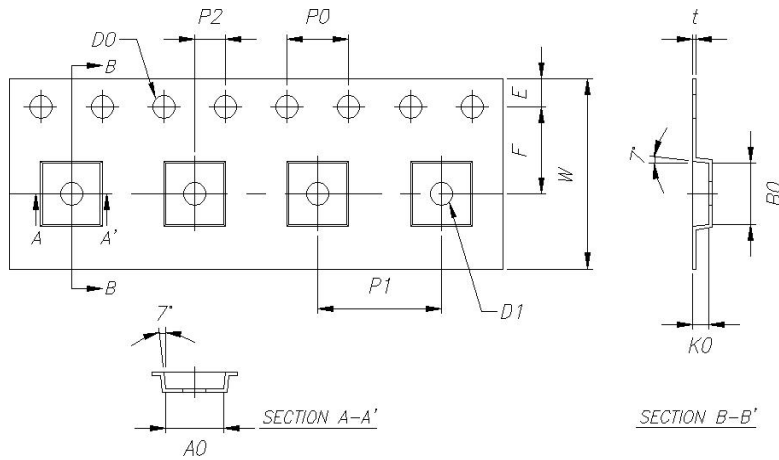 P2 P0 t
D0 B
E
F
W
7°
B0
A A'
B
P1 D1
K0
7°
SECTION A-A' SECTION B-B'
A0